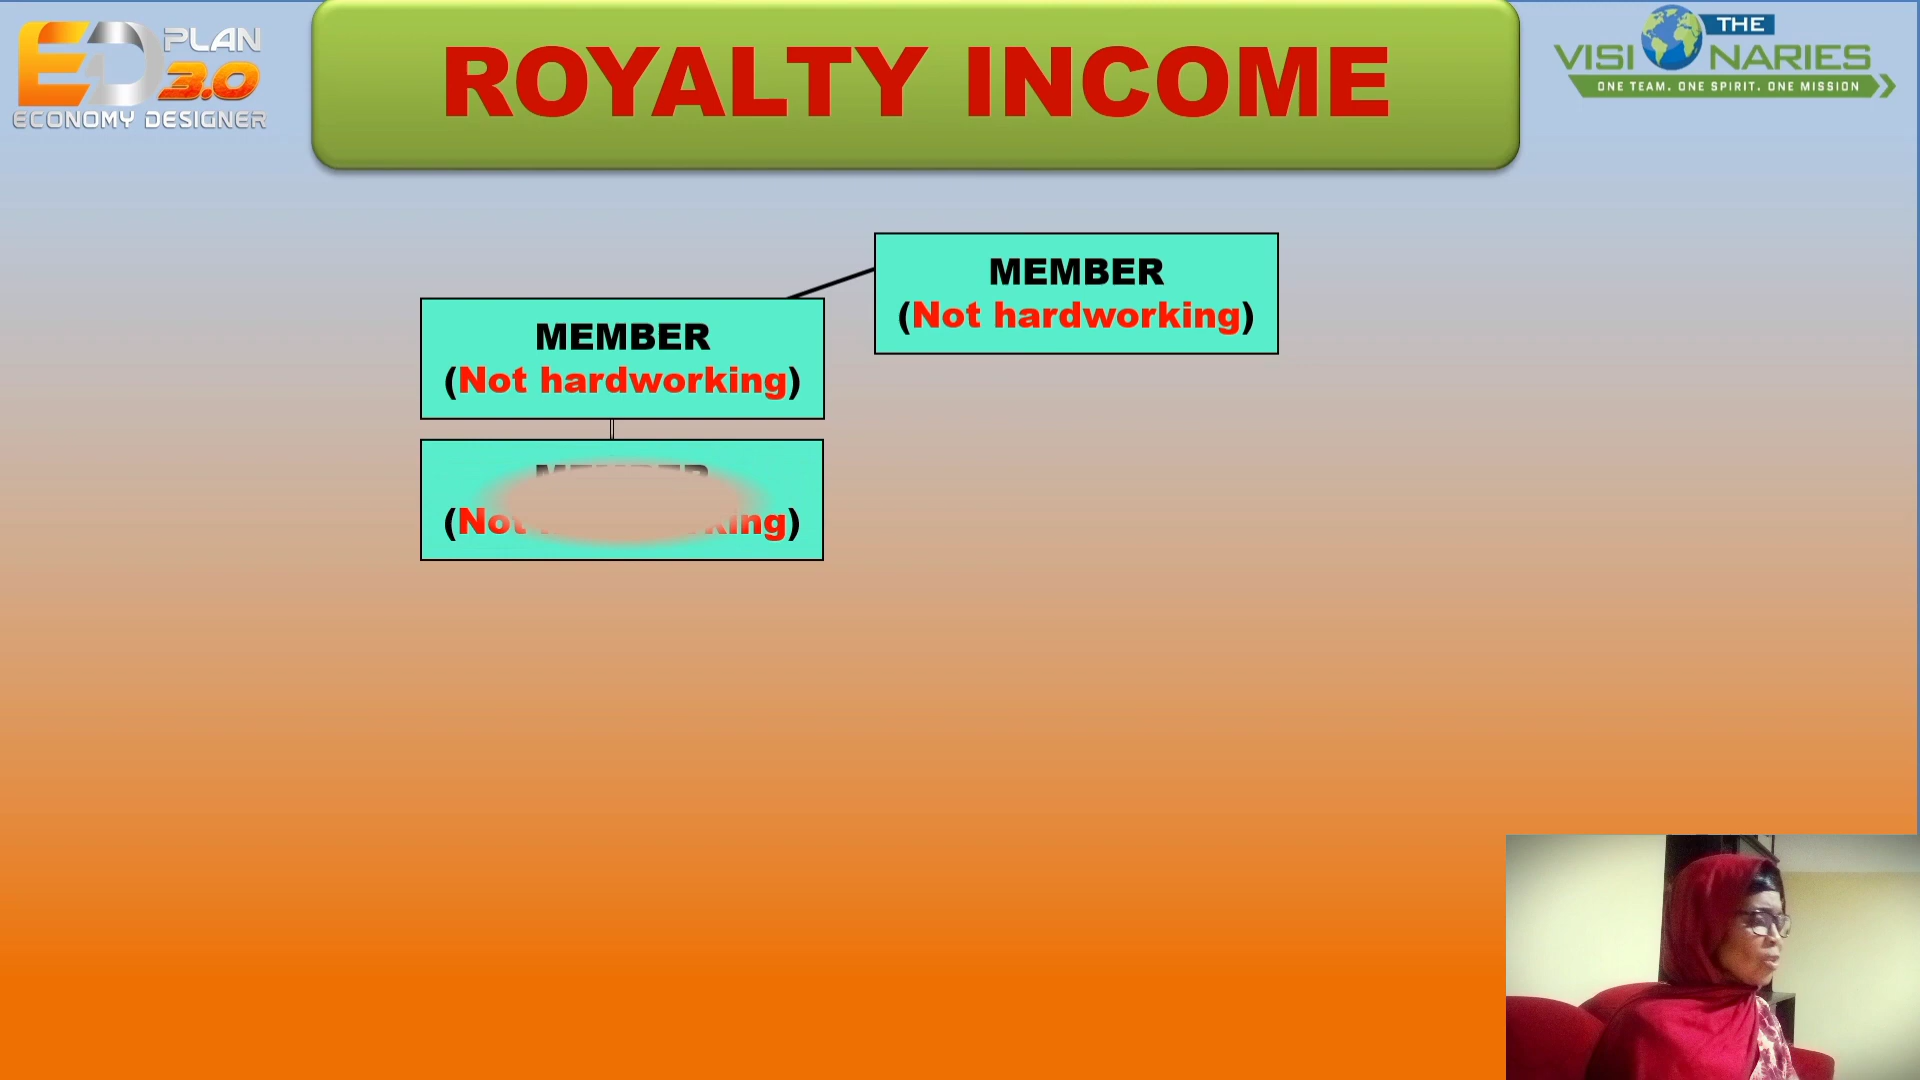 ED PLAN
3.0
ECONOMY DESIGNER
ROYALTY INCOME
THE
VISIONARIES
ONE TEAM. ONE SPIRIT. ONE MISSION
MEMBER
(Not hardworking)
MEMBER
(Not hardworking)